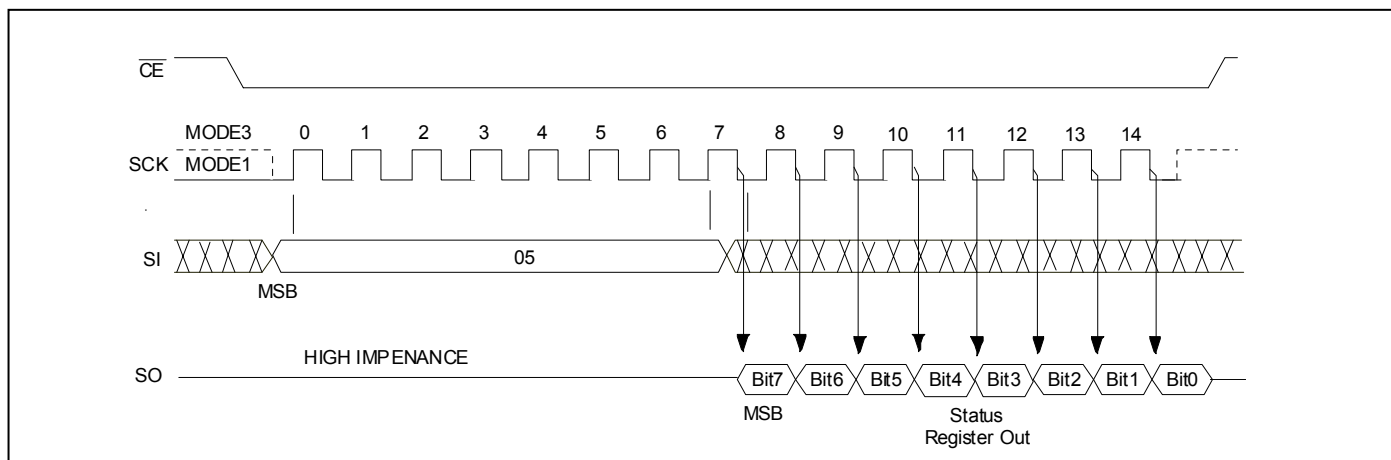 CE
MODE3 0 1 2 3 4 5 6 7 8 9 10 11 12 13 14
SCK MODE1
SI 05
MSB
HIGH IMPENANCE
SO Bit7 Bit6 Bit5 Bit4 Bit3 Bit2 Bit1 Bit0
MSB Status
Register Out